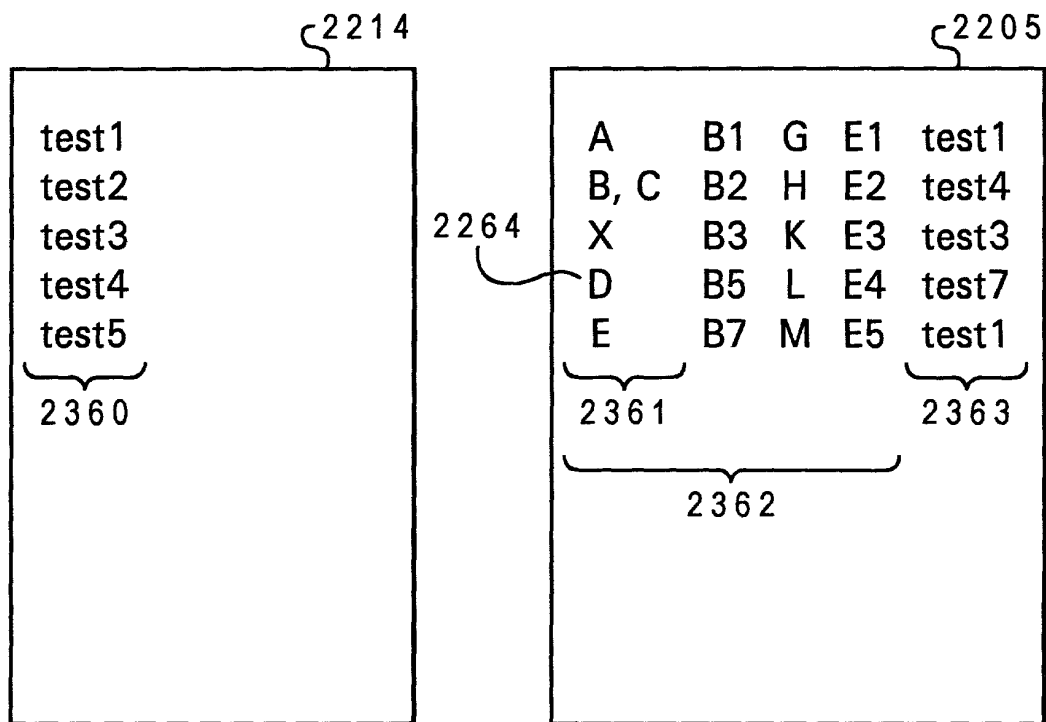 2214
test1
test2
test3
test4
test5
2360
2205
A B1 G E1 test1
B, C B2 H E2 test4
X B3 K E3 test3
D B5 L E4 test7
E B7 M E5 test1
2264
2361
2363
2362